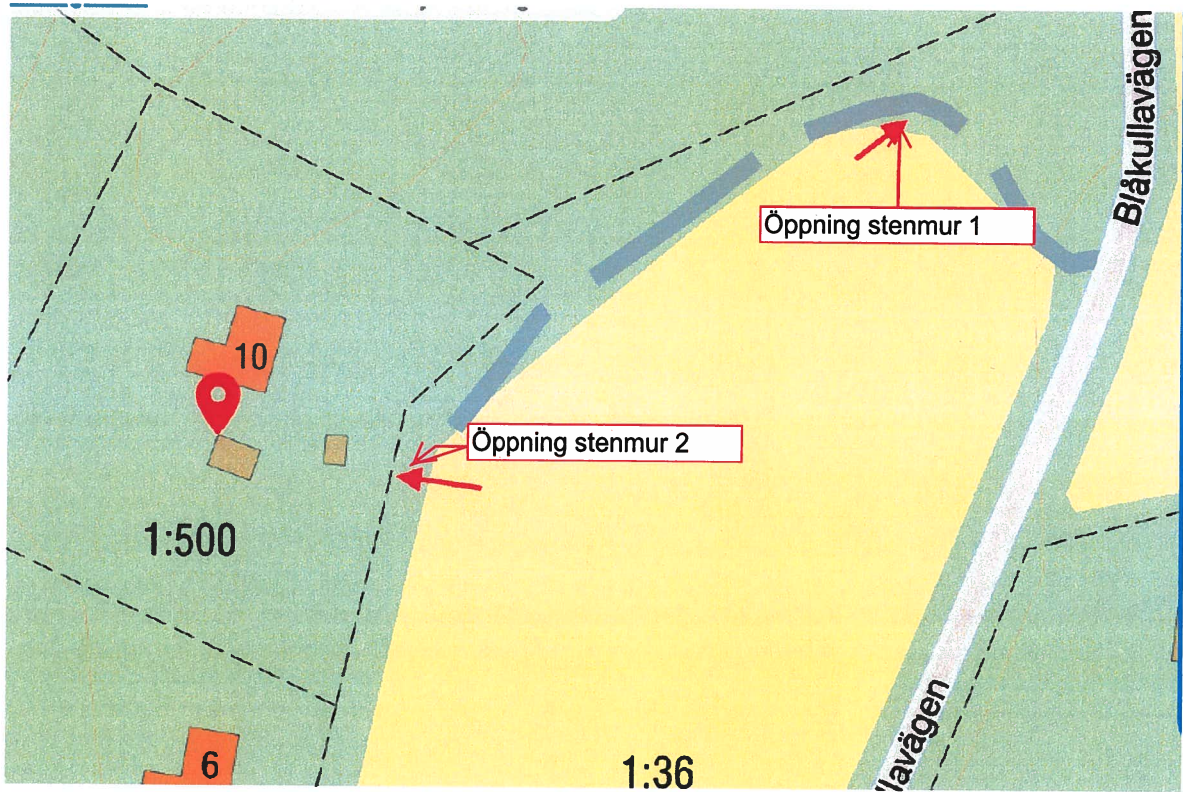 Blåkullavägen
Öppning stenmur 1
10
Öppning stenmur 2
1:500
llavägen
6
1:36